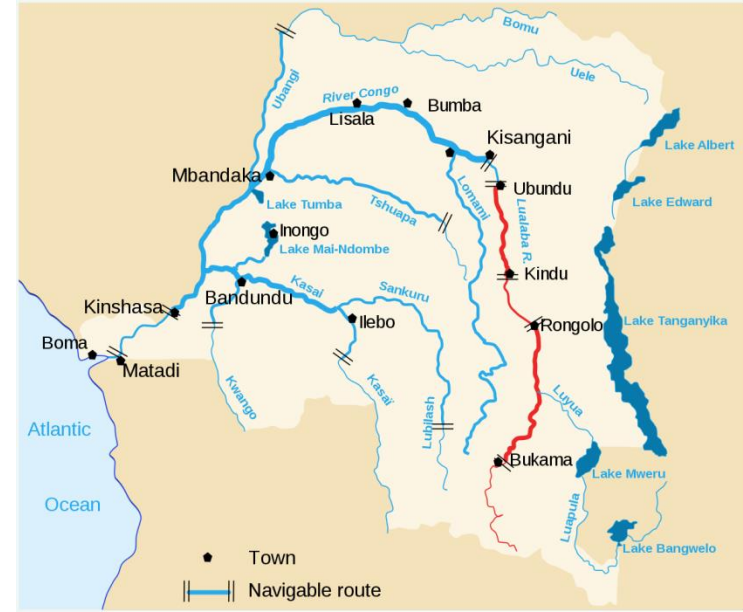 Bomu
Uele
Ubangi
River Congo
Lisala
Bumba
Kisangani
Lake Albert
Mbandaka
Ubundu
Lake Edward
Lake Tumba
Tshuapa
Lomami
Lualaba R.
Inongo
Lake Mai-Ndombe
Kindu
Bandundu
Kasai
Sankuru
Kinshasa
Ilebo
Rongolo
Lake Tanganyika
Boma
Matadi
Kwango
Kasaï
Lubilash
Luyua
Atlantic
Ocean
Bukama
Lake Mweru
Luapula
Lake Bangwelo
Town
Navigable route